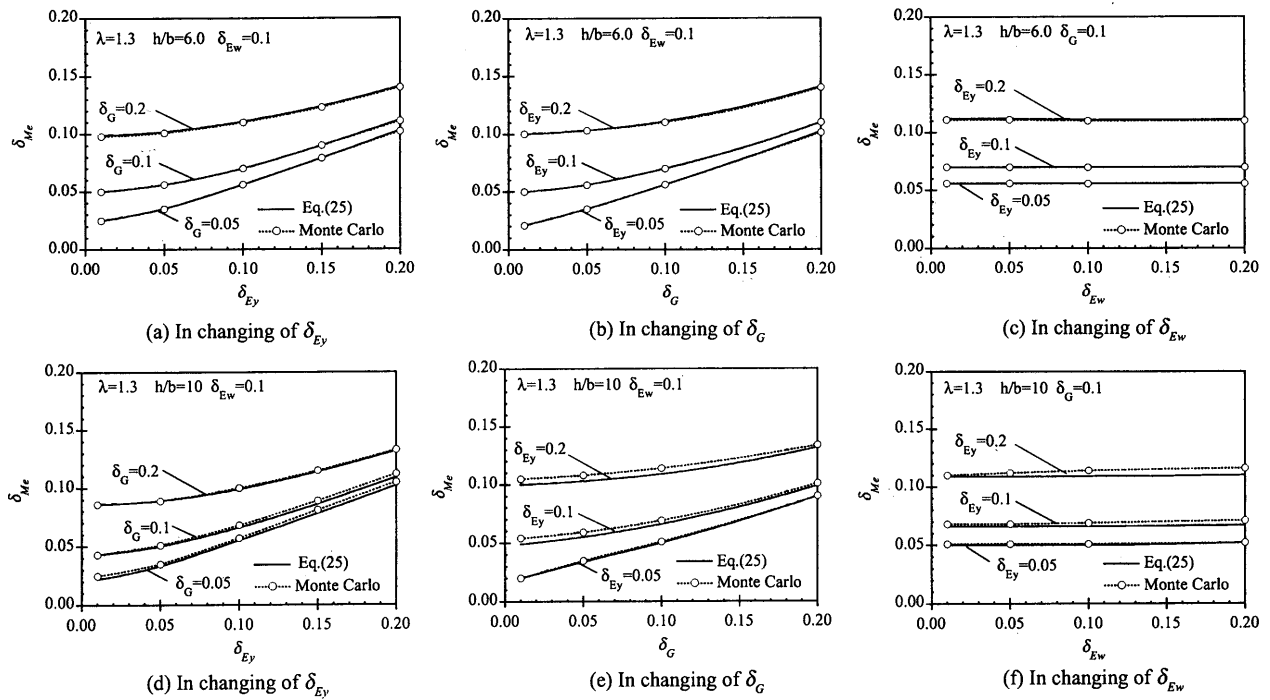 λ=1.3 h/b=6.0 δEw=0.1
0.20
0.15
0.10
0.05
0.00
δMe
δG=0.2
δG=0.1
δG=0.05
Eq.(25)
Monte Carlo
0.00 0.05 0.10 0.15 0.20
δEy
(a) In changing of δEy
λ=1.3 h/b=6.0 δEw=0.1
0.20
0.15
0.10
0.05
0.00
δMe
δEy=0.2
δEy=0.1
δEy=0.05
Eq.(25)
Monte Carlo
0.00 0.05 0.10 0.15 0.20
δG
(b) In changing of δG
λ=1.3 h/b=6.0 δG=0.1
0.20
0.15
0.10
0.05
0.00
δMe
δEy=0.2
δEy=0.1
δEy=0.05
Eq.(25)
Monte Carlo
0.00 0.05 0.10 0.15 0.20
δEw
(c) In changing of δEw
λ=1.3 h/b=10 δEw=0.1
0.20
0.15
0.10
0.05
0.00
δMe
δG=0.2
δG=0.1
δG=0.05
Eq.(25)
Monte Carlo
0.00 0.05 0.10 0.15 0.20
δEy
(d) In changing of δEy
λ=1.3 h/b=10 δEw=0.1
0.20
0.15
0.10
0.05
0.00
δMe
δEy=0.2
δEy=0.1
δEy=0.05
Eq.(25)
Monte Carlo
0.00 0.05 0.10 0.15 0.20
δG
(e) In changing of δG
λ=1.3 h/b=10 δG=0.1
0.20
0.15
0.10
0.05
0.00
δMe
δEy=0.2
δEy=0.1
δEy=0.05
Eq.(25)
Monte Carlo
0.00 0.05 0.10 0.15 0.20
δEw
(f) In changing of δEw